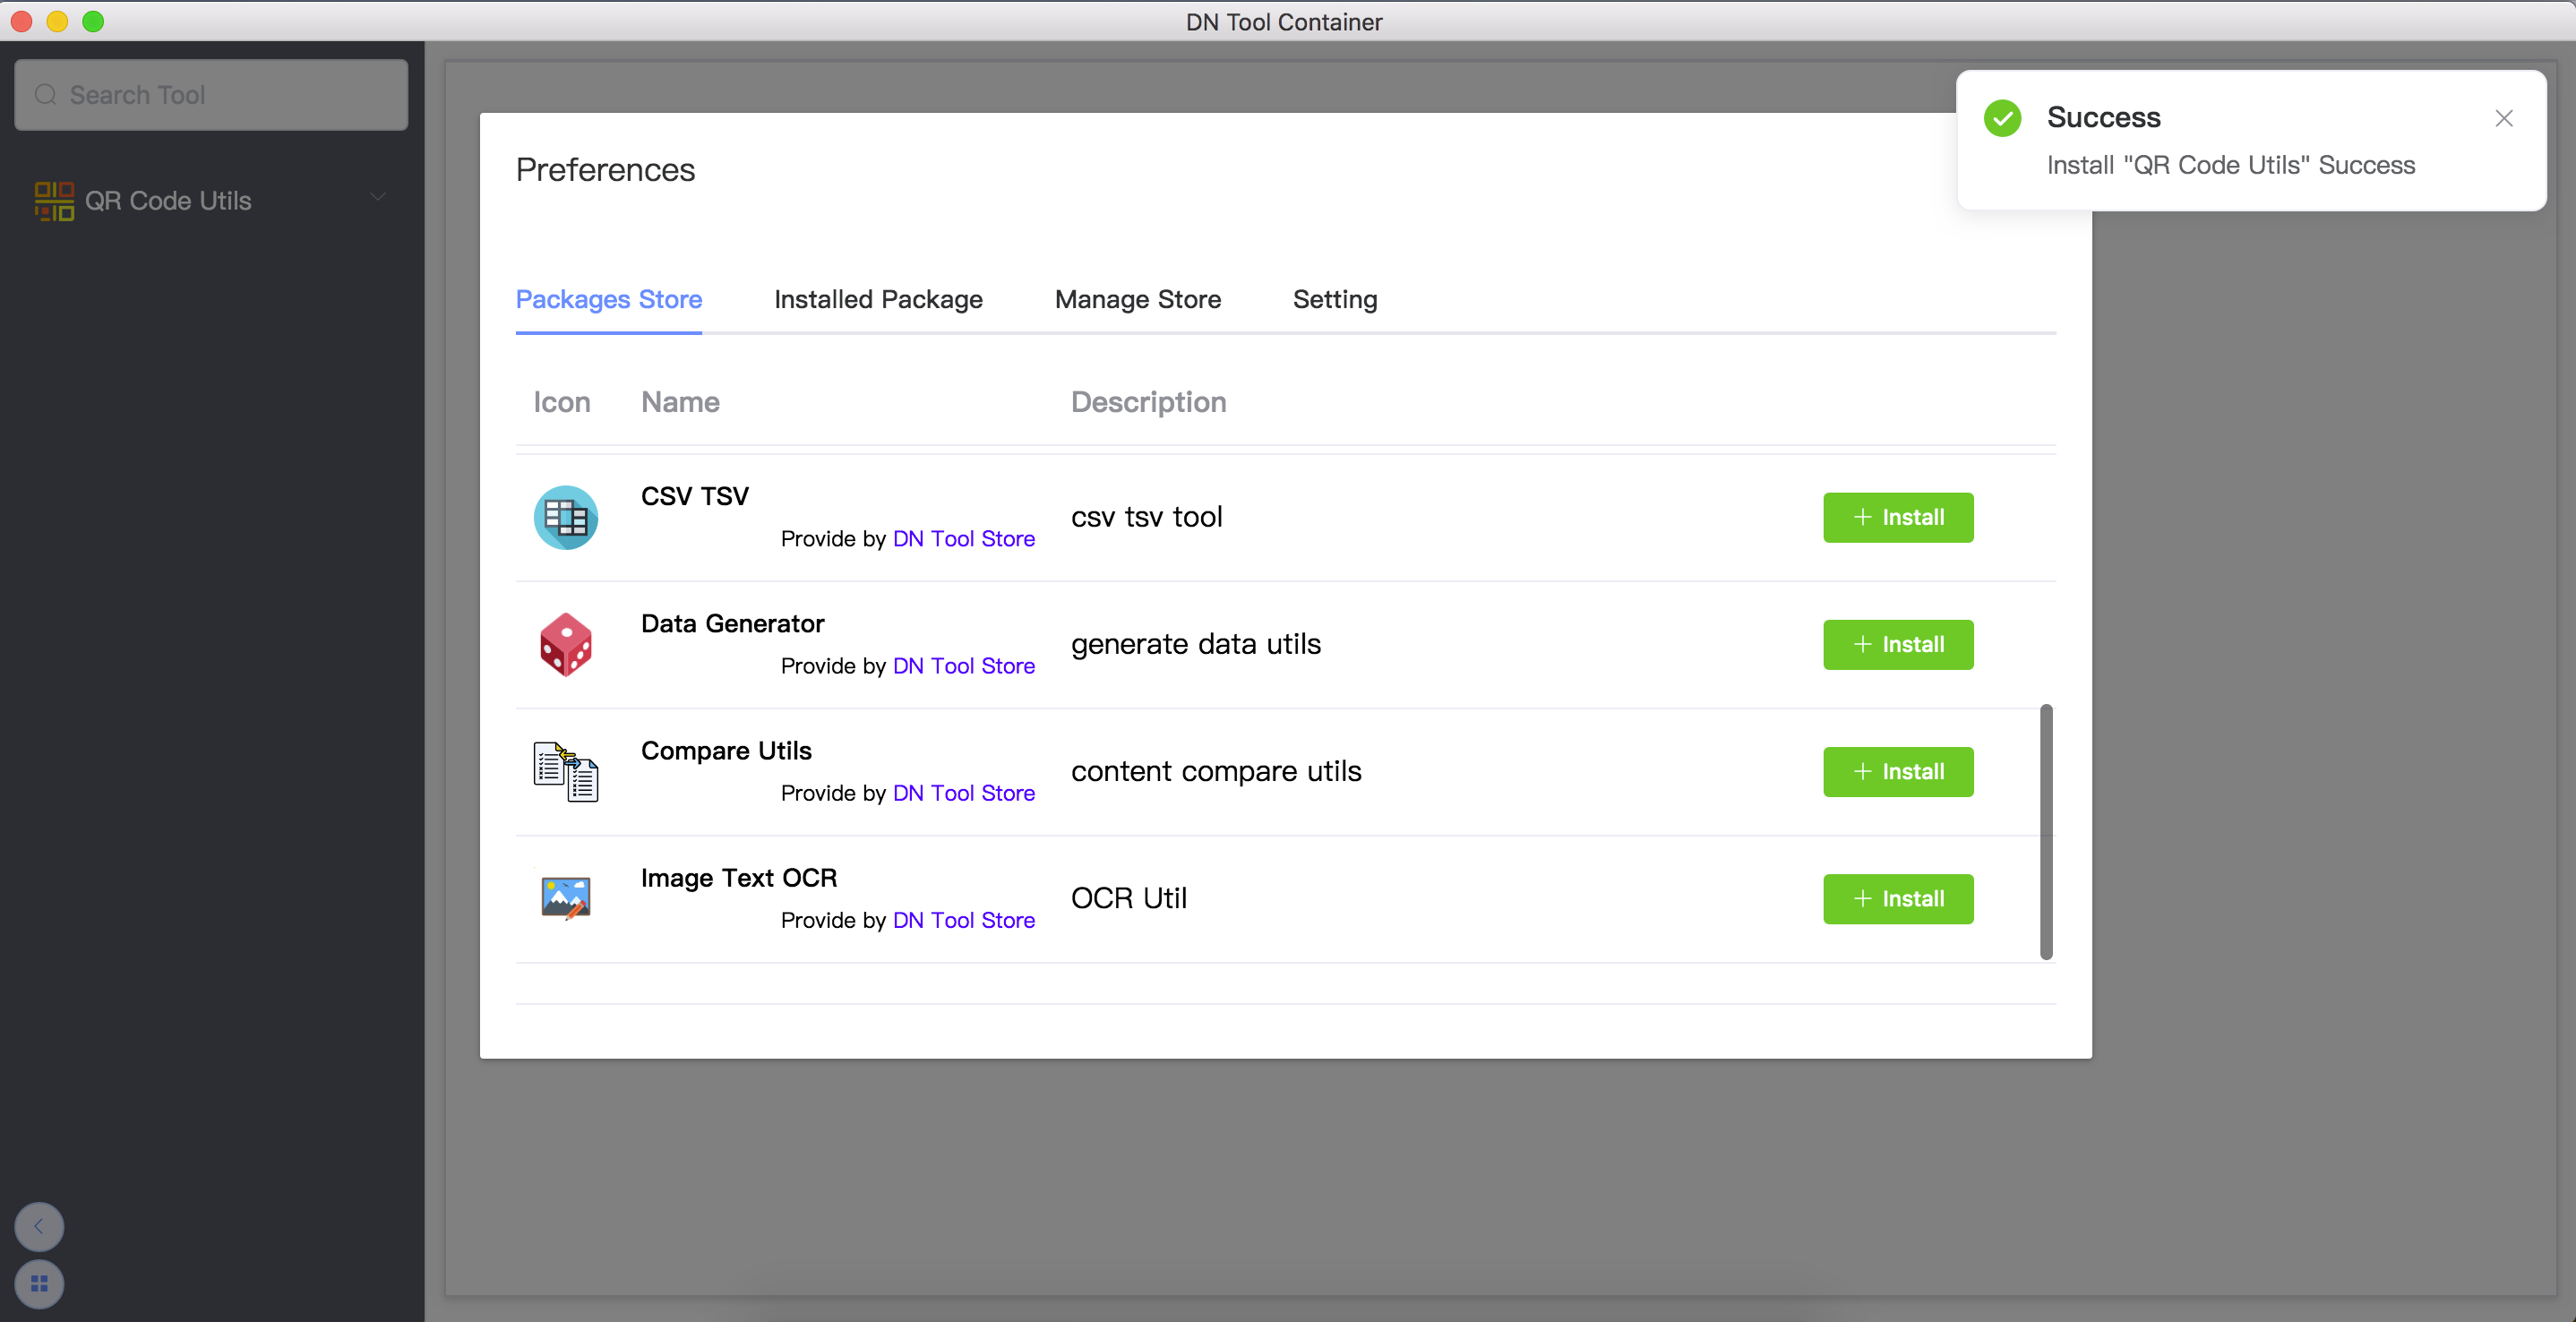 DN Tool Container
Search Tool
QR Code Utils
Success
Install "QR Code Utils" Success
Preferences
Packages Store Installed Package Manage Store Setting
Icon Name Description
CSV TSV
Provide by DN Tool Store
csv tsv tool
+ Install
Data Generator
Provide by DN Tool Store
generate data utils
+ Install
Compare Utils
Provide by DN Tool Store
content compare utils
+ Install
Image Text OCR
Provide by DN Tool Store
OCR Util
+ Install